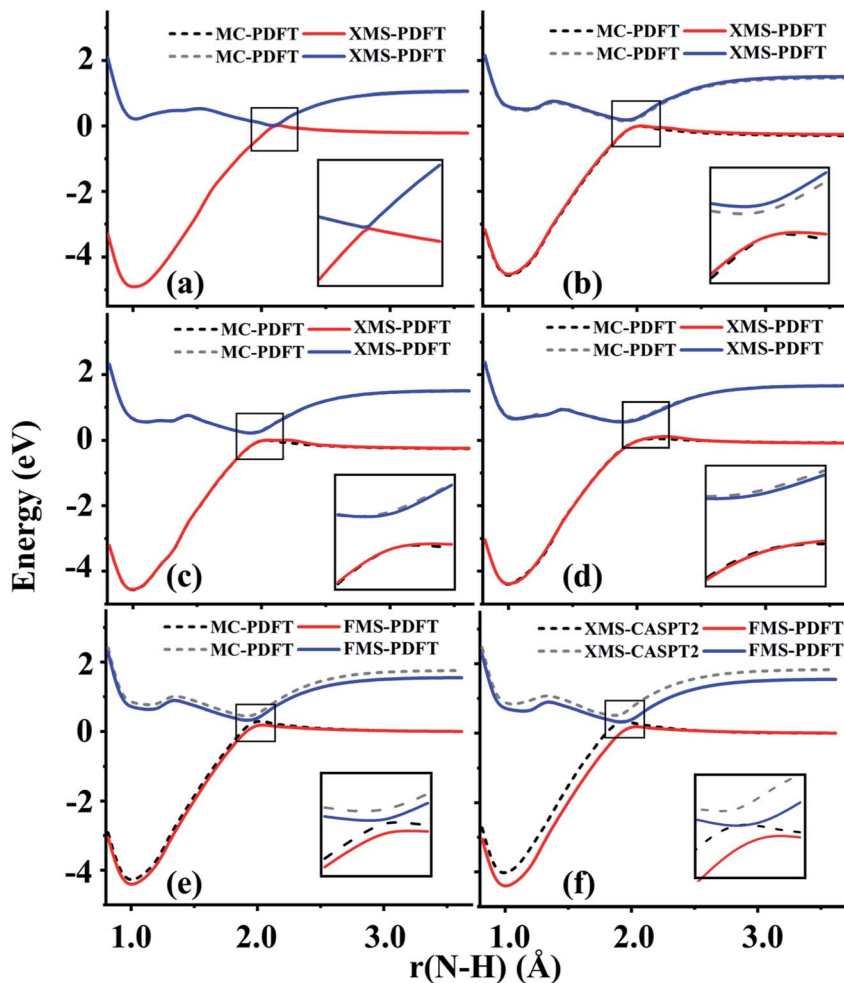 MC-PDFT XMS-PDFT MC-PDFT XMS-PDFT
MC-PDFT XMS-PDFT MC-PDFT XMS-PDFT
2
0
-2
-4
(a) (b)
MC-PDFT XMS-PDFT MC-PDFT XMS-PDFT
MC-PDFT XMS-PDFT MC-PDFT XMS-PDFT
2
0
-2
-4
(c) (d)
Energy (eV)
MC-PDFT FMS-PDFT XMS-CASPT2 FMS-PDFT
MC-PDFT FMS-PDFT XMS-CASPT2 FMS-PDFT
2
0
-2
-4
(e) (f)
1.0 2.0 3.0 1.0 2.0 3.0
r(N-H) (Å)